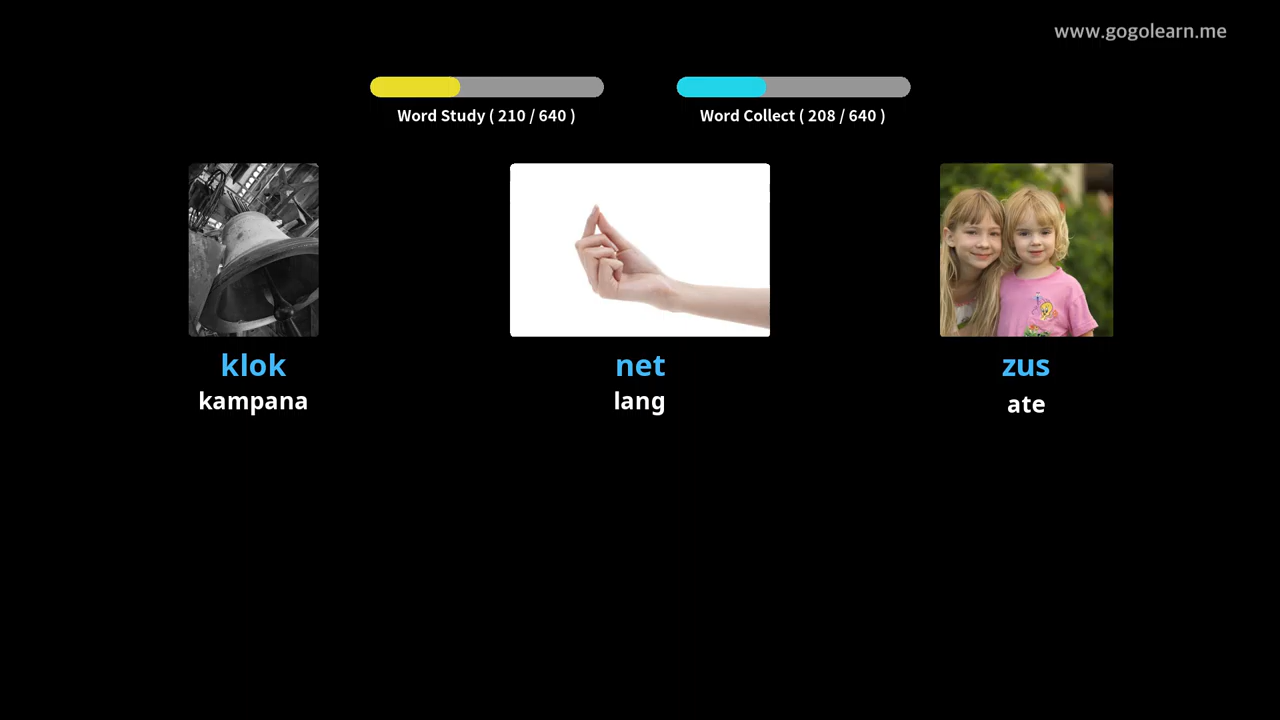 www.gogolearn.me
Word Study ( 210 / 640 )
Word Collect ( 208 / 640 )
klok
kampana
net
lang
zus
ate